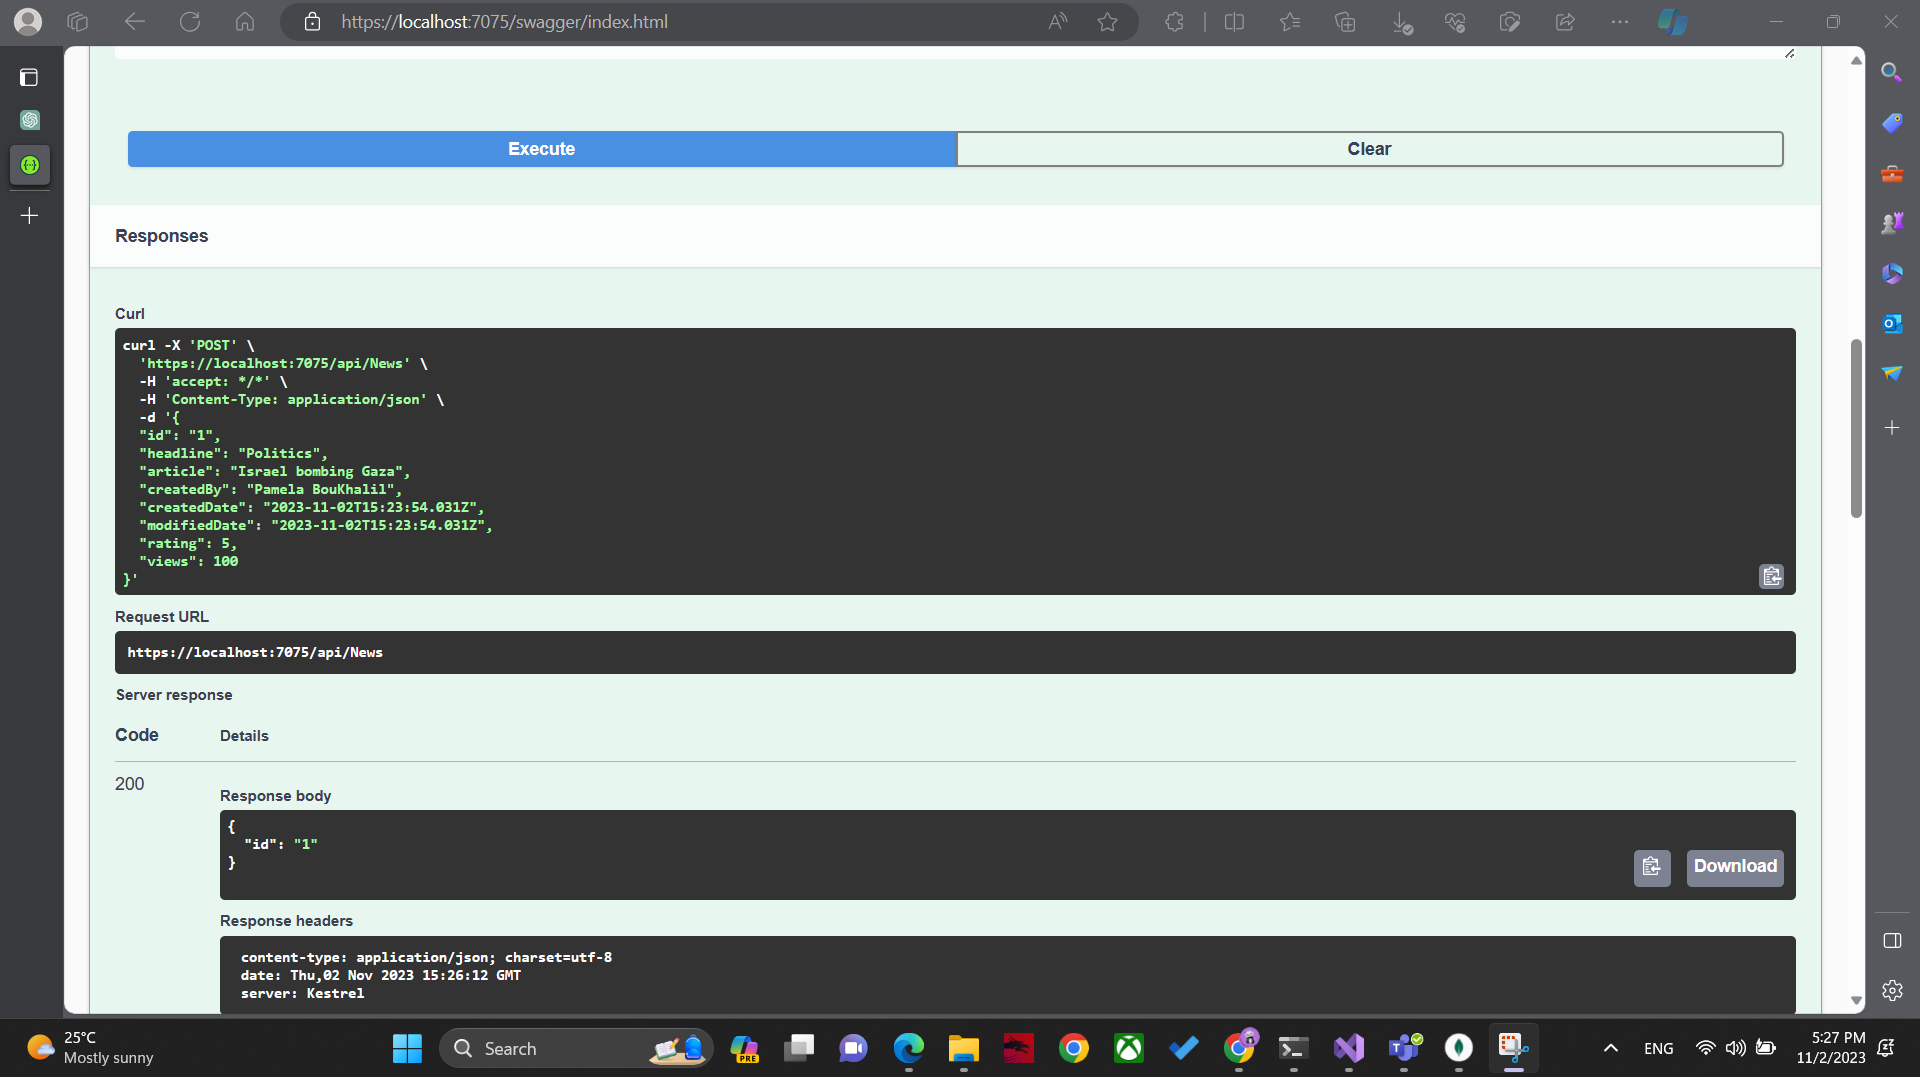 https://localhost:7075/swagger/index.html
Execute
Clear
Responses
Curl
curl -X 'POST' \
'https://localhost:7075/api/News' \
-H 'accept: */*' \
-H 'Content-Type: application/json' \
-d '{
"id": "1",
"headline": "Politics",
"article": "Israel bombing Gaza",
"createdBy": "Pamela BouKhalil",
"createdDate": "2023-11-02T15:23:54.031Z",
"modifiedDate": "2023-11-02T15:23:54.031Z",
"rating": 5,
"views": 100
}'
Request URL
https://localhost:7075/api/News
Server response
Code Details
200
Response body
{
"id": "1"
}
Download
Response headers
content-type: application/json; charset=utf-8
date: Thu,02 Nov 2023 15:26:12 GMT
server: Kestrel
25°C
Mostly sunny
Search
PRE
ENG
5:27 PM
11/2/2023